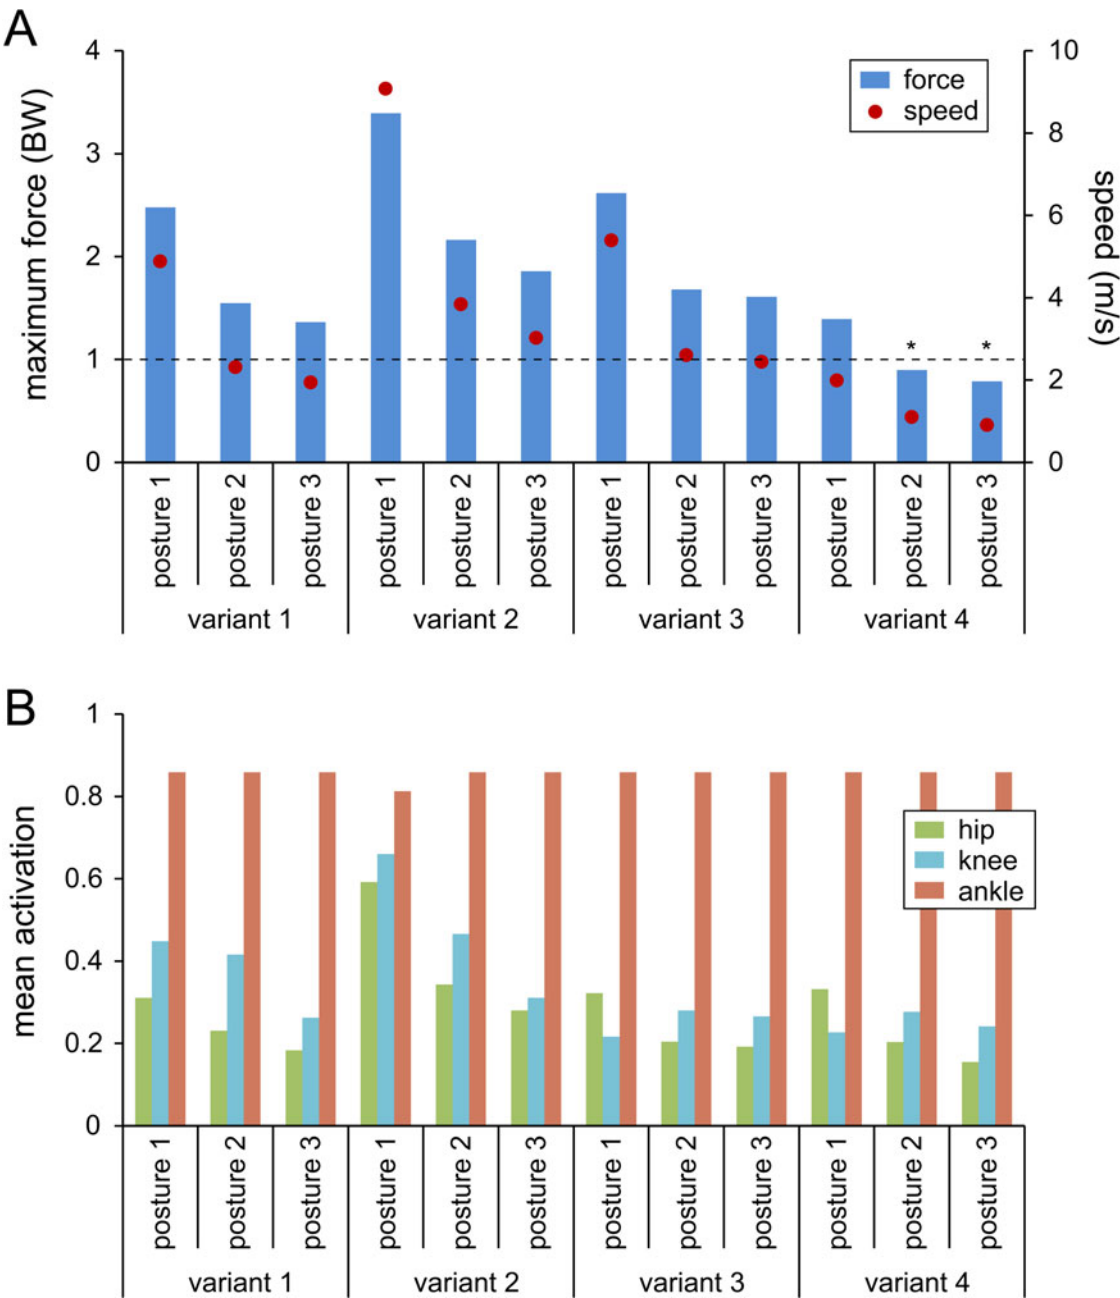 A
maximum force (BW)
4
3
2
1
0
force
speed
10
8
6
4
2
0
speed (m/s)
* *
posture 1 posture 2 posture 3 posture 1 posture 2 posture 3 posture 1 posture 2 posture 3 posture 1 posture 2 posture 3
variant 1 variant 2 variant 3 variant 4
B
mean activation
1
0.8
0.6
0.4
0.2
0
hip
knee
ankle
posture 1 posture 2 posture 3 posture 1 posture 2 posture 3 posture 1 posture 2 posture 3 posture 1 posture 2 posture 3
variant 1 variant 2 variant 3 variant 4